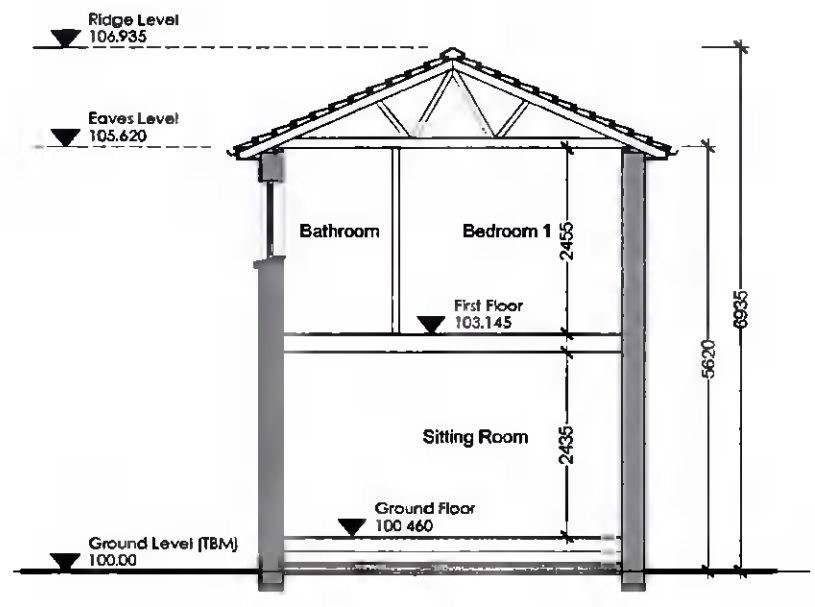 Ridge Level
106.935
Eaves Level
105.620
Bathroom
Bedroom 1
2455
First Floor
103.145
6935
5620
Sitting Room
2435
Ground Floor
100 460
Ground Level (TBM)
100.00